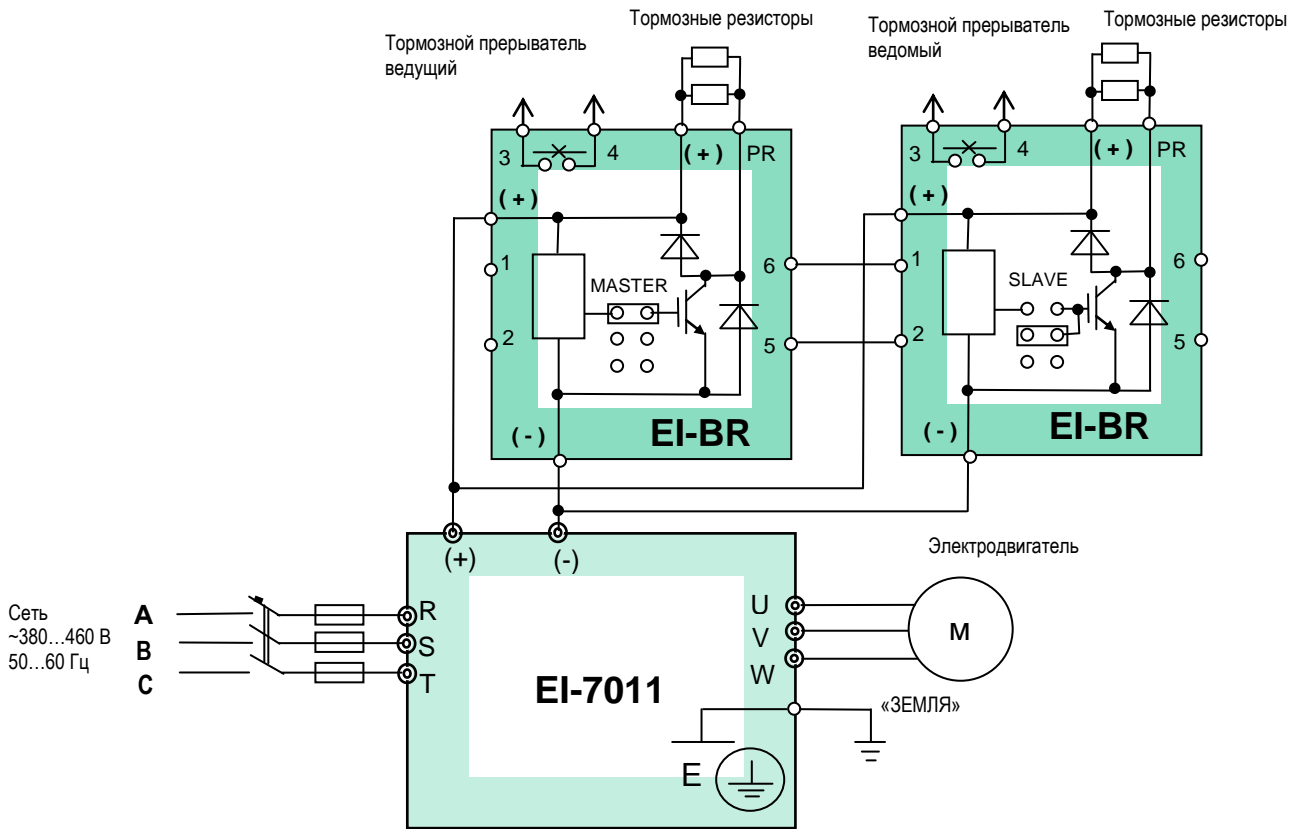 Тормозные резисторы
Тормозной прерыватель
ведущий
Тормозной прерыватель
ведомый
Тормозные резисторы
3
4
(+)
PR
(+)
1
2
MASTER
6
5
(-)
EI-BR
3
4
(+)
PR
(+)
1
2
SLAVE
6
5
(-)
EI-BR
(+)
(-)
Электродвигатель
Сеть
~380…460 В
50…60 Гц
A
B
C
R
S
T
EI-7011
U
V
W
М
«ЗЕМЛЯ»
E